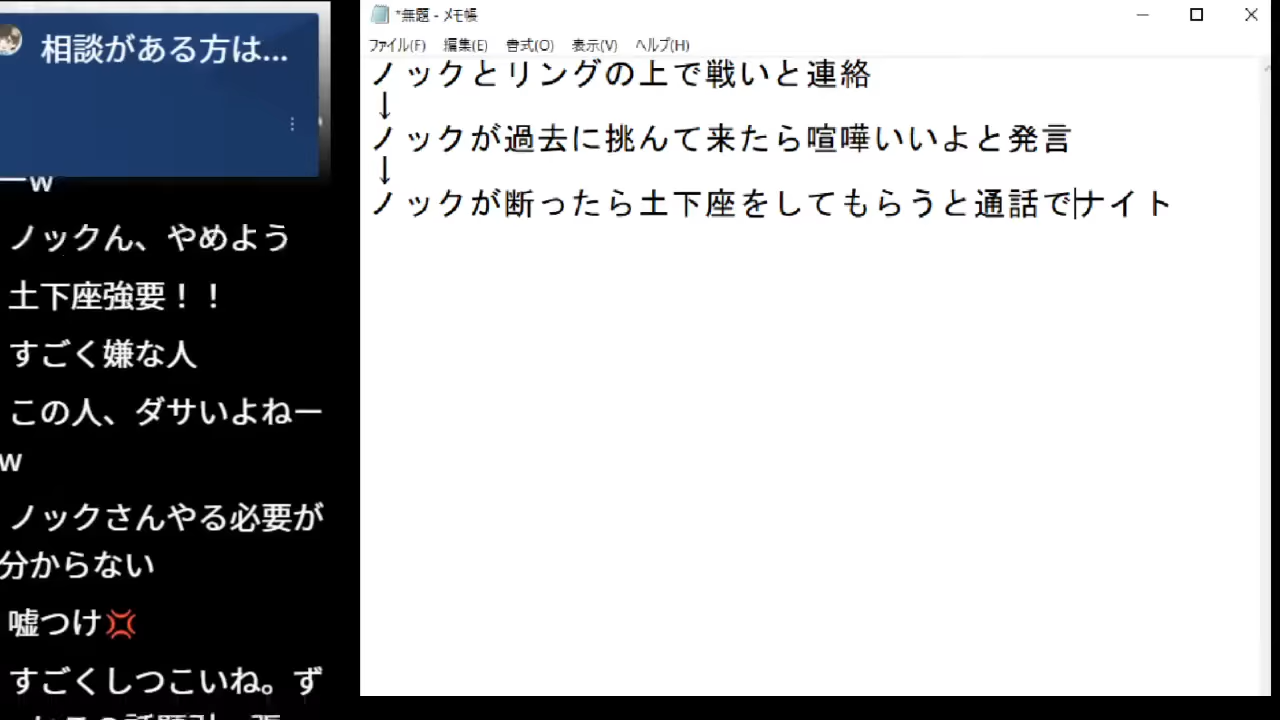 相談がある方は...
ーw
ノックん、やめよう
土下座強要！！
すごく嫌な人
この人、ダサいよねー
w
ノックさんやる必要が
分からない
嘘つけ💢
すごくしつこいね。ず
*無題 - メモ帳
ファイル(F) 編集(E) 書式(O) 表示(V) ヘルプ(H)
ノックとリングの上で戦いと連絡
↓
ノックが過去に挑んて来たら喧嘩いいよと発言
↓
ノックが断ったら土下座をしてもらうと通話でナイト